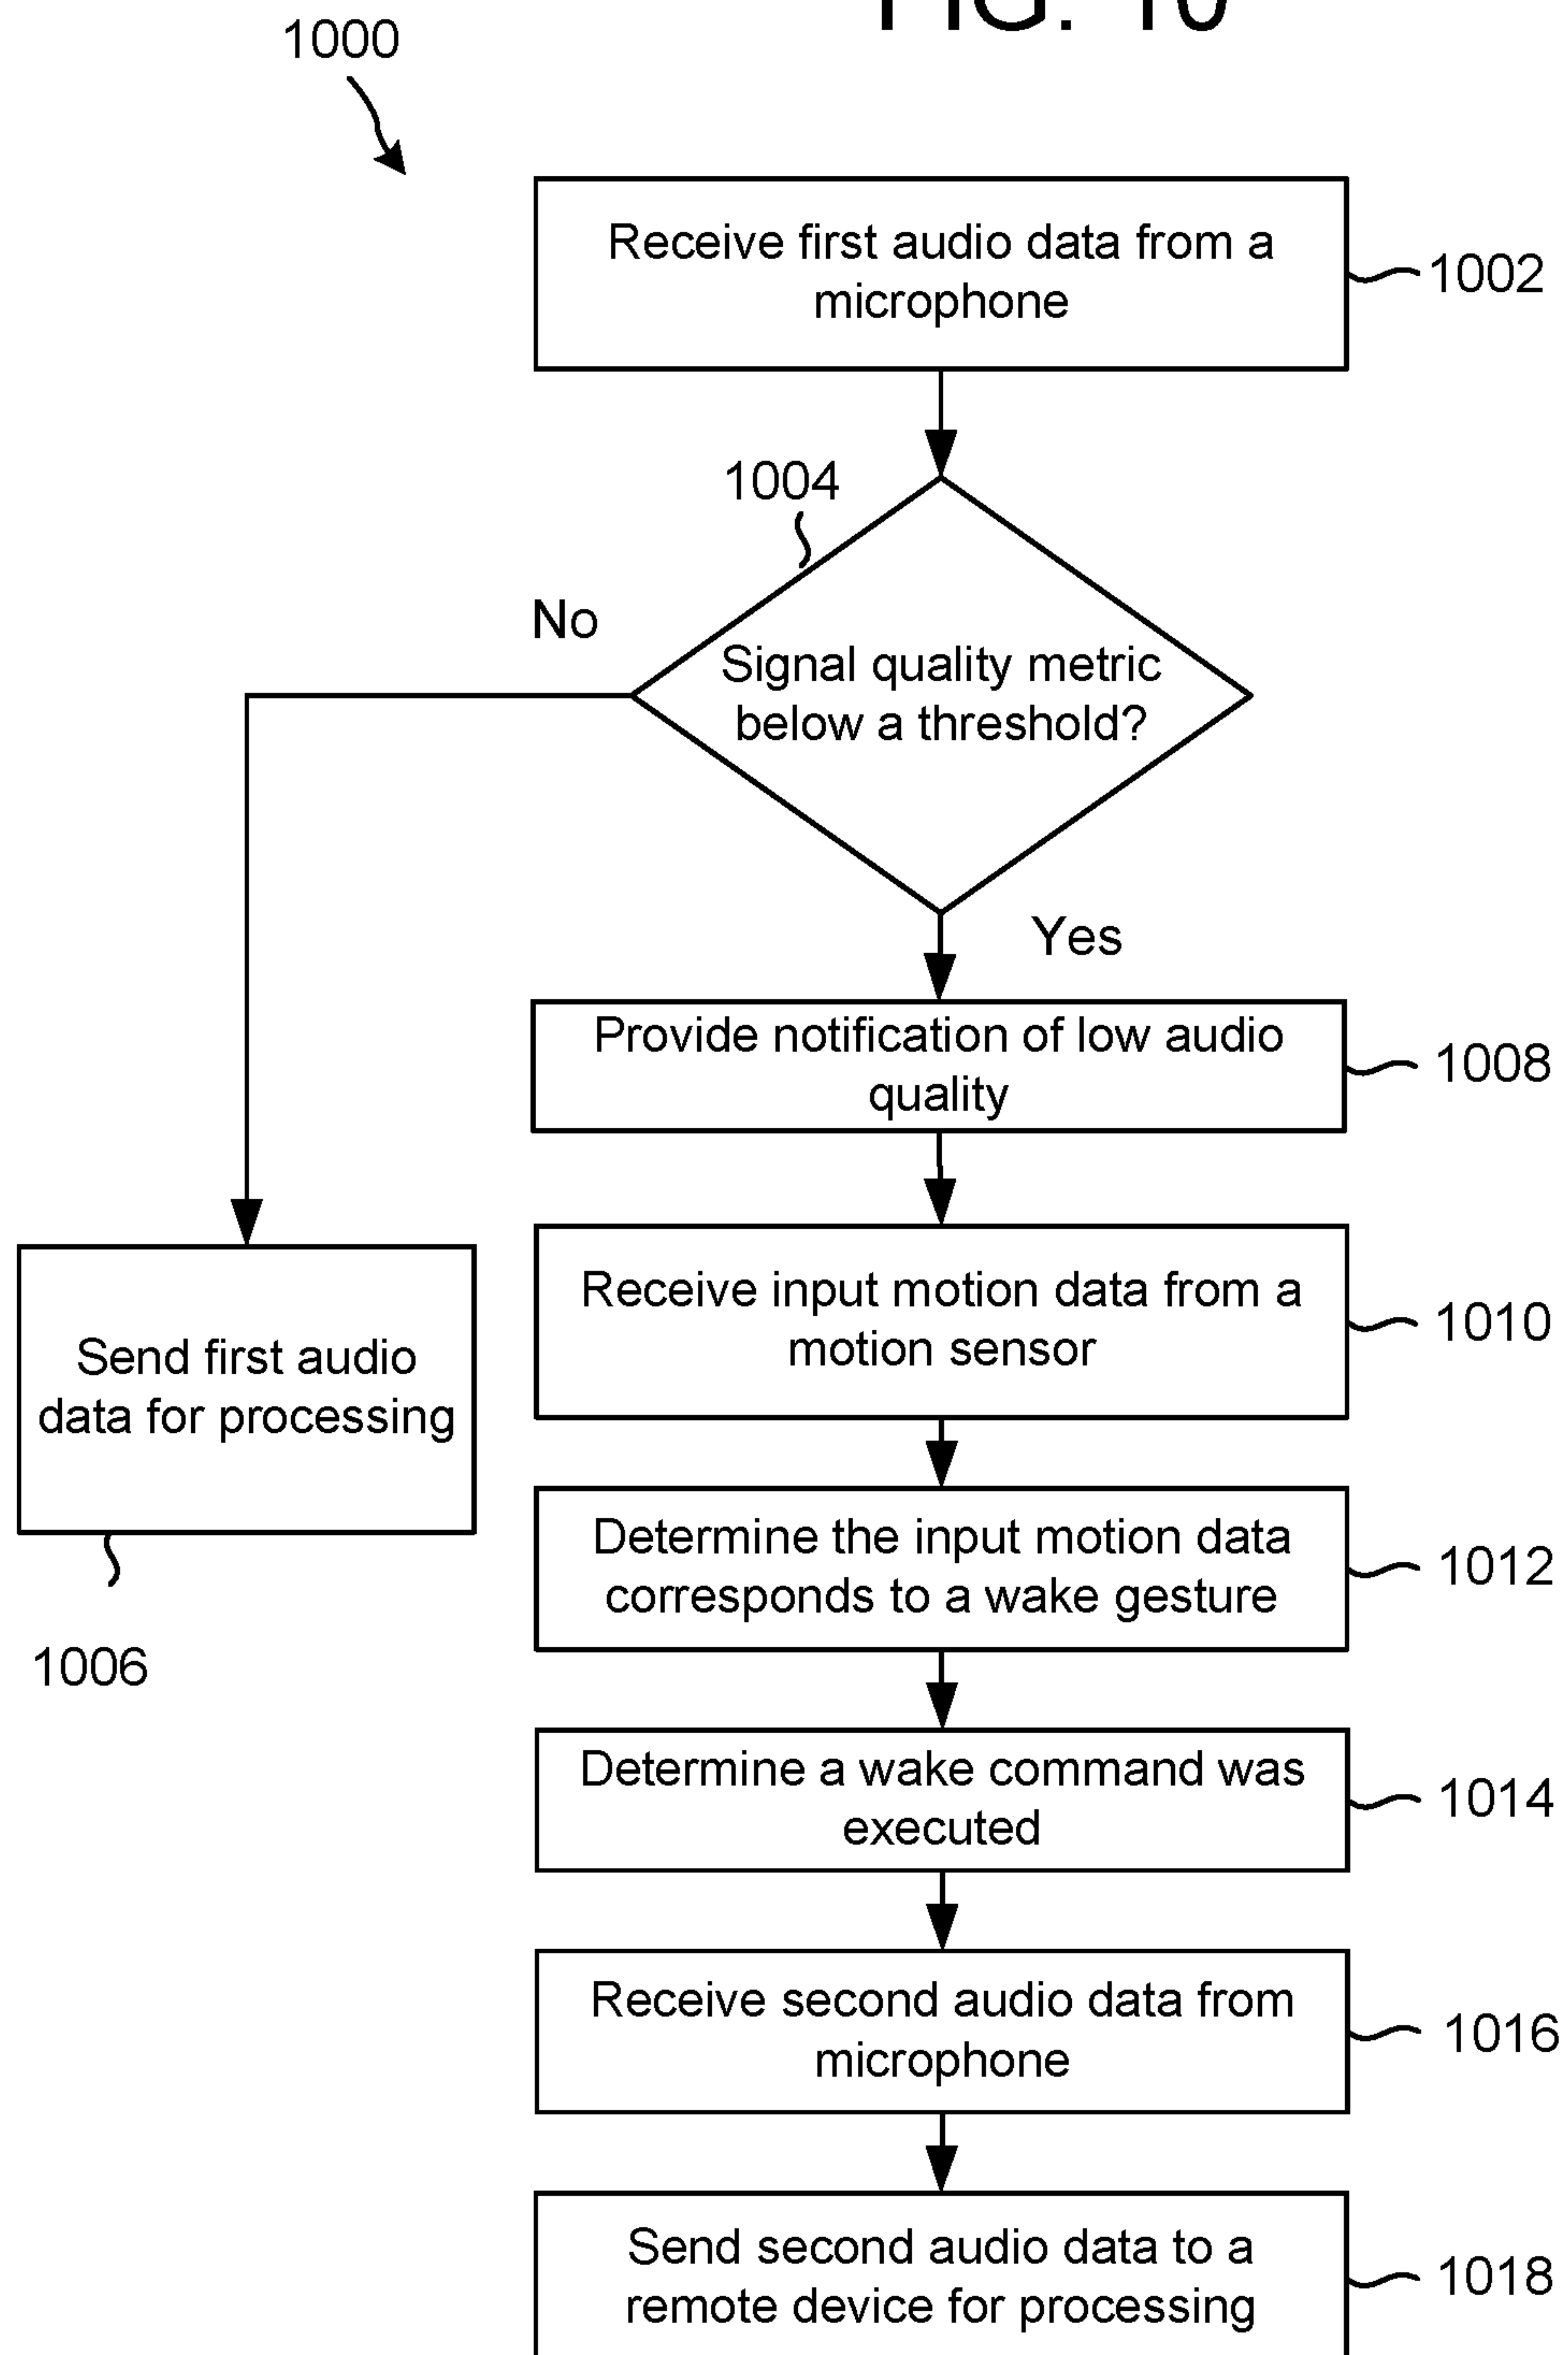 FIG. 10
1000
Receive first audio data from a
microphone
1002
1004
No
Signal quality metric
below a threshold?
Yes
Provide notification of low audio
quality
1008
Receive input motion data from a
motion sensor
1010
Send first audio
data for processing
1006
Determine the input motion data
corresponds to a wake gesture
1012
Determine a wake command was
executed
1014
Receive second audio data from
microphone
1016
Send second audio data to a
remote device for processing
1018